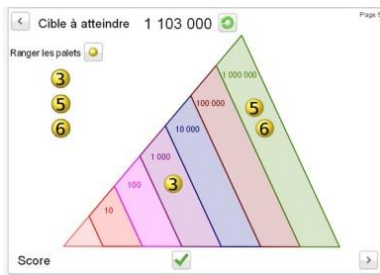 Cible à atteindre 1 103 000
Page 5
Ranger les palets
3
5
6
1 000 000
100 000
10 000
1 000
100
10
5
6
3
Score